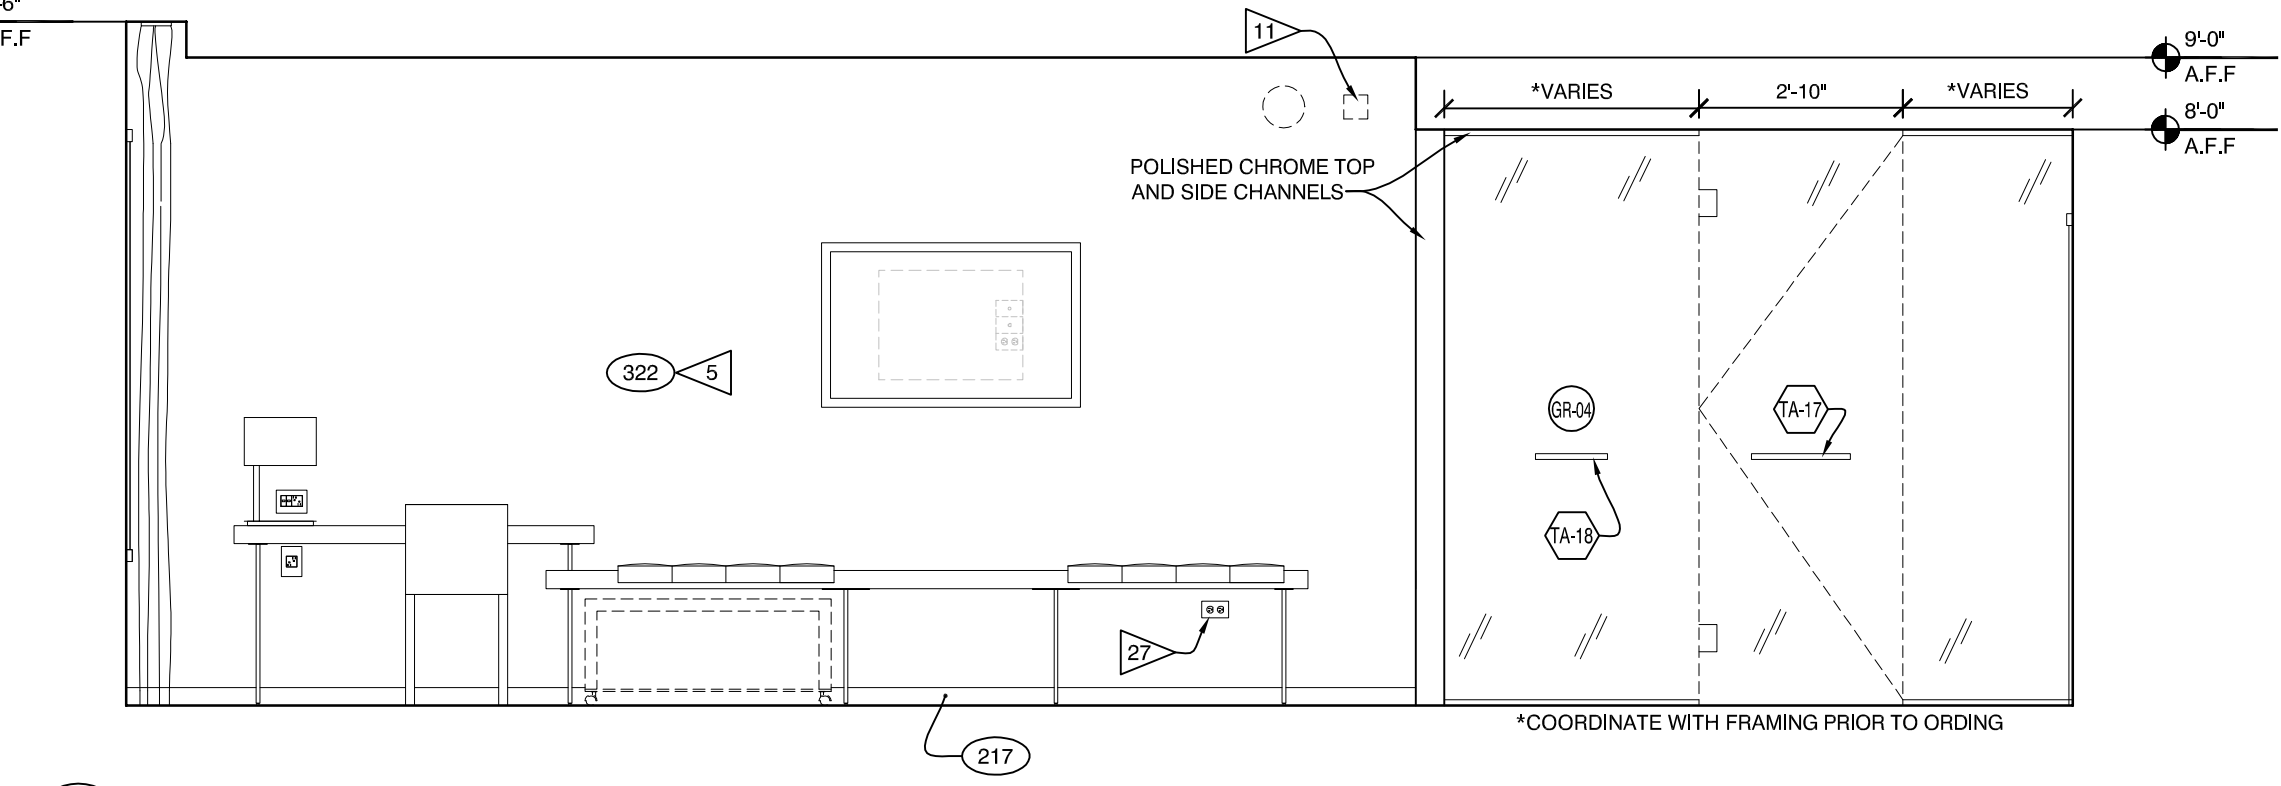 -6"
F.F
11
9'-0"
A.F.F
*VARIES
2'-10"
*VARIES
8'-0"
A.F.F
POLISHED CHROME TOP
AND SIDE CHANNELS
322
5
GR-04
TA-17
TA-18
27
*COORDINATE WITH FRAMING PRIOR TO ORDING
217